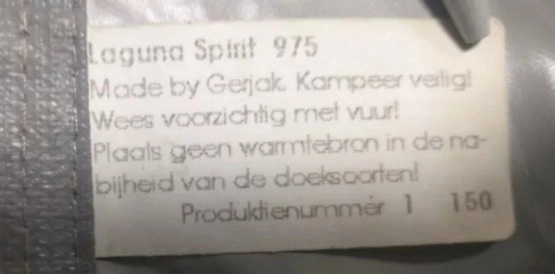 Laguna Spirit 975
Made by Gerjak. Kampeer veilig!
Wees voorzichtig met vuur!
Plaats geen warmtebron in de na-
bijheid van de doeksoorten!
Produktienummer 1 150